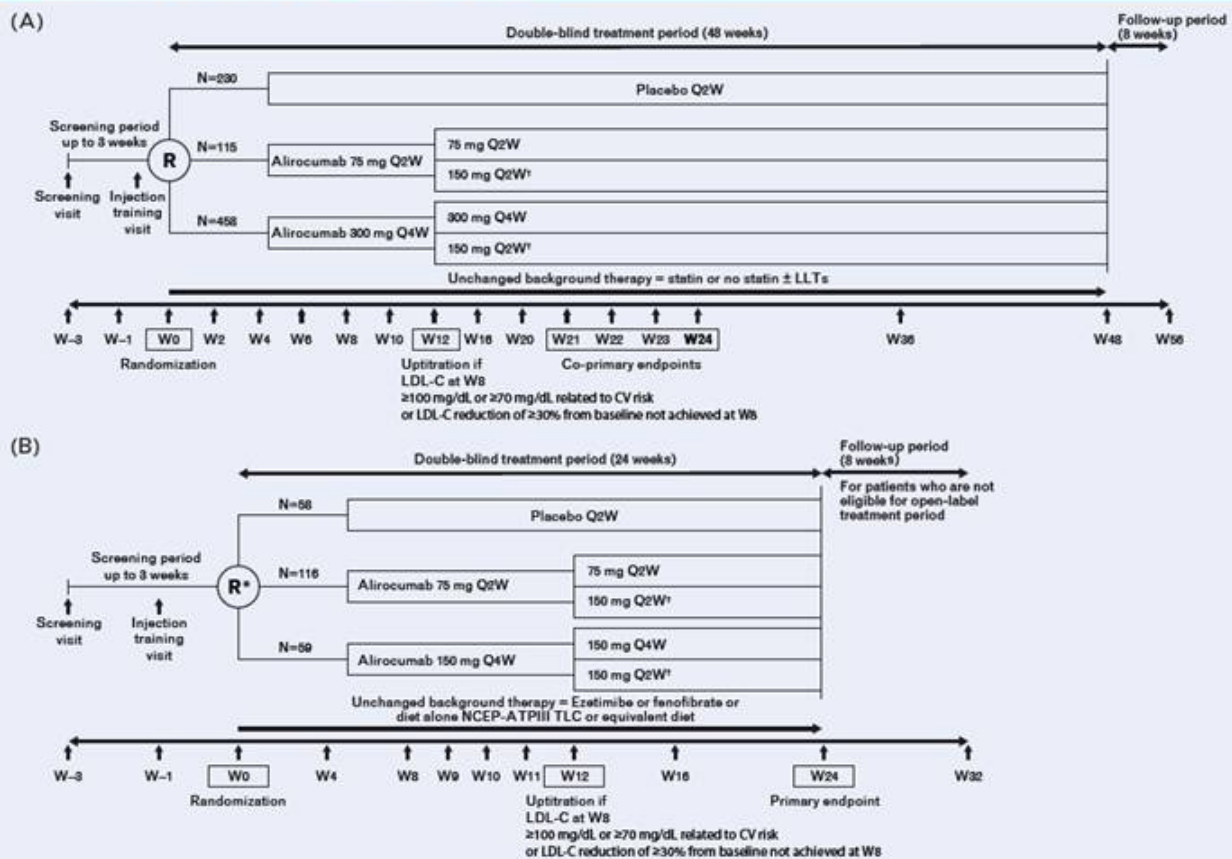 (A)
Double-blind treatment period (48 weeks)
Follow-up period
(8 weeks)
N=230
Placebo Q2W
Screening period
up to 3 weeks
R
N=115
Alirocumab 75 mg Q2W
75 mg Q2W
150 mg Q2W†
Screening
visit
Injection
training
visit
N=458
Alirocumab 300 mg Q4W
300 mg Q4W
150 mg Q2W†
Unchanged background therapy = statin or no statin ± LLTs
W–3 W–1 W0 W2 W4 W6 W8 W10 W12 W16 W20 W21 W22 W23 W24 W36 W48 W56
Randomization
Uptitration if
LDL-C at W8
≥100 mg/dL or ≥70 mg/dL related to CV risk
or LDL-C reduction of ≥30% from baseline not achieved at W8
Co-primary endpoints
(B)
Double-blind treatment period (24 weeks)
Follow-up period
(8 weeks)
For patients who are not
eligible for open-label
treatment period
N=58
Placebo Q2W
Screening period
up to 3 weeks
R*
N=116
Alirocumab 75 mg Q2W
75 mg Q2W
150 mg Q2W†
Screening
visit
Injection
training
visit
N=59
Alirocumab 150 mg Q4W
150 mg Q4W
150 mg Q2W†
Unchanged background therapy = Ezetimibe or fenofibrate or
diet alone NCEP-ATPIII TLC or equivalent diet
W–3 W–1 W0 W4 W8 W9 W10 W11 W12 W16 W24 W32
Randomization
Uptitration if
LDL-C at W8
≥100 mg/dL or ≥70 mg/dL related to CV risk
or LDL-C reduction of ≥30% from baseline not achieved at W8
Primary endpoint